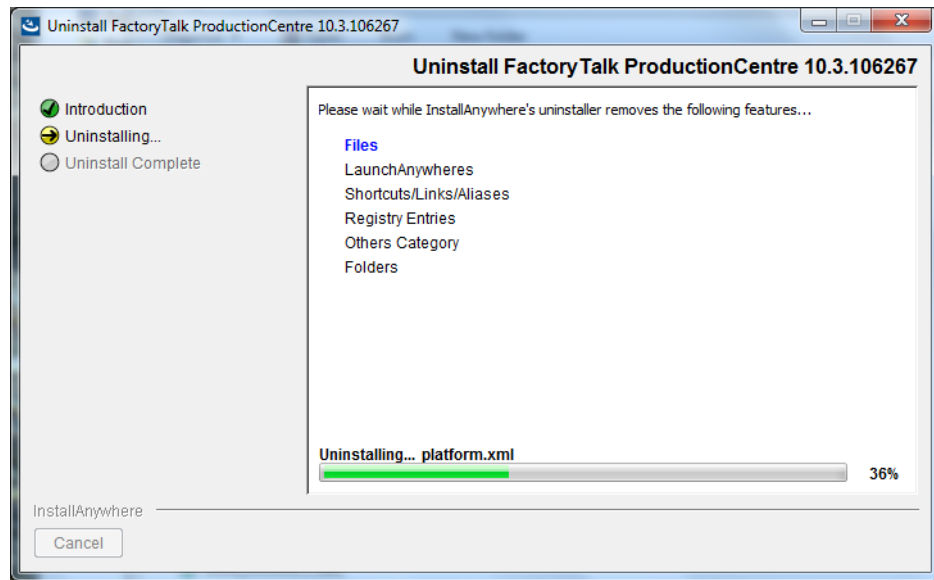 Uninstall FactoryTalk ProductionCentre 10.3.106267
Uninstall FactoryTalk ProductionCentre 10.3.106267
Introduction
Uninstalling...
Uninstall Complete
Please wait while InstallAnywhere's uninstaller removes the following features...
Files
LaunchAnywheres
Shortcuts/Links/Aliases
Registry Entries
Others Category
Folders
Uninstalling... platform.xml
36%
InstallAnywhere
Cancel